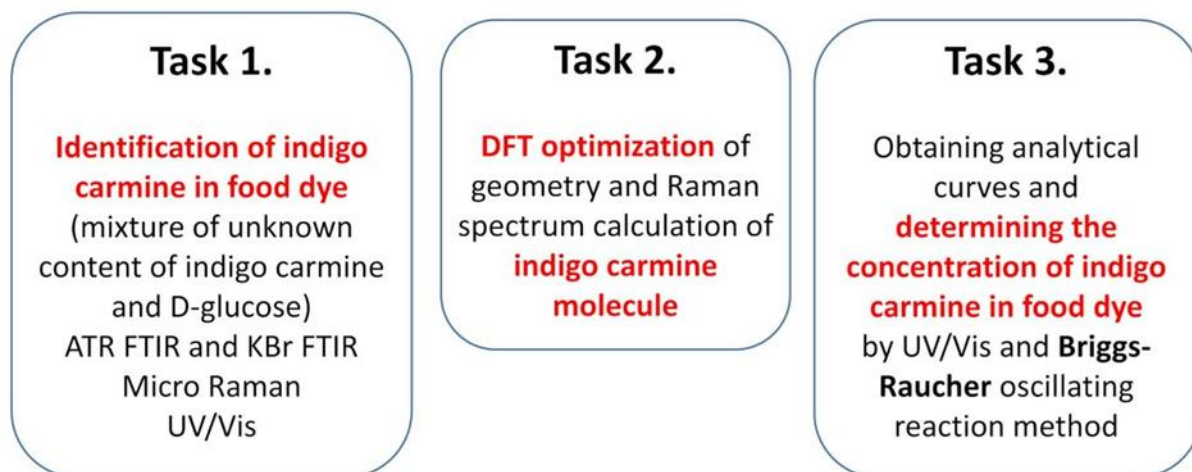 Task 1.
Identification of indigo
carmine in food dye
(mixture of unknown
content of indigo carmine
and D-glucose)
ATR FTIR and KBr FTIR
Micro Raman
UV/Vis
Task 2.
DFT optimization of
geometry and Raman
spectrum calculation of
indigo carmine
molecule
Task 3.
Obtaining analytical
curves and
determining the
concentration of indigo
carmine in food dye
by UV/Vis and Briggs-
Raucher oscillating
reaction method